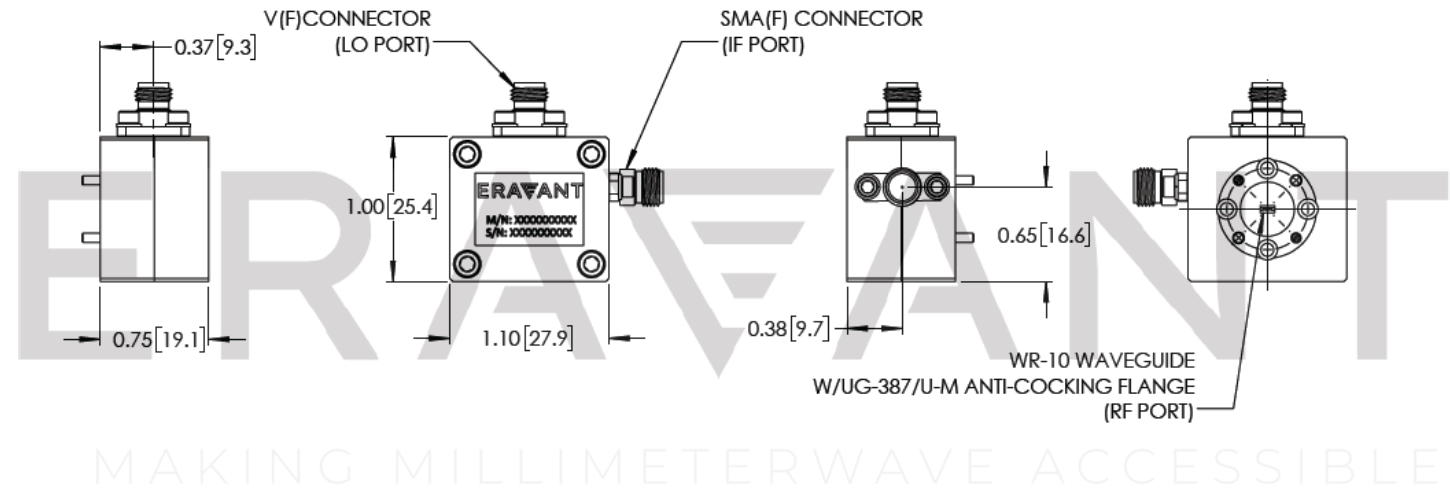 V(F)CONNECTOR
(LO PORT)
SMA(F) CONNECTOR
(IF PORT)
0.37[9.3]
1.00[25.4]
ERAVANT
M/N: XXXXXXXXXX
S/N: XXXXXXXXXX
0.65[16.6]
0.75[19.1]
1.10[27.9]
0.38[9.7]
WR-10 WAVEGUIDE
W/UG-387/U-M ANTI-COCKING FLANGE
(RF PORT)
ERAVANT
MAKING MILLIMETERWAVE ACCESSIBLE